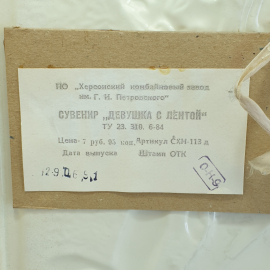 ПО „Херсонский комбайновый завод
им. Г. И. Петровского"
СУВЕНИР „ДЕВУШКА С ЛЕНТОЙ"
ТУ 23. 518. 6-84
Цена-7 руб. 95 коп. Артикул СХИ-113 д
Дата выпуска Штамп ОТК